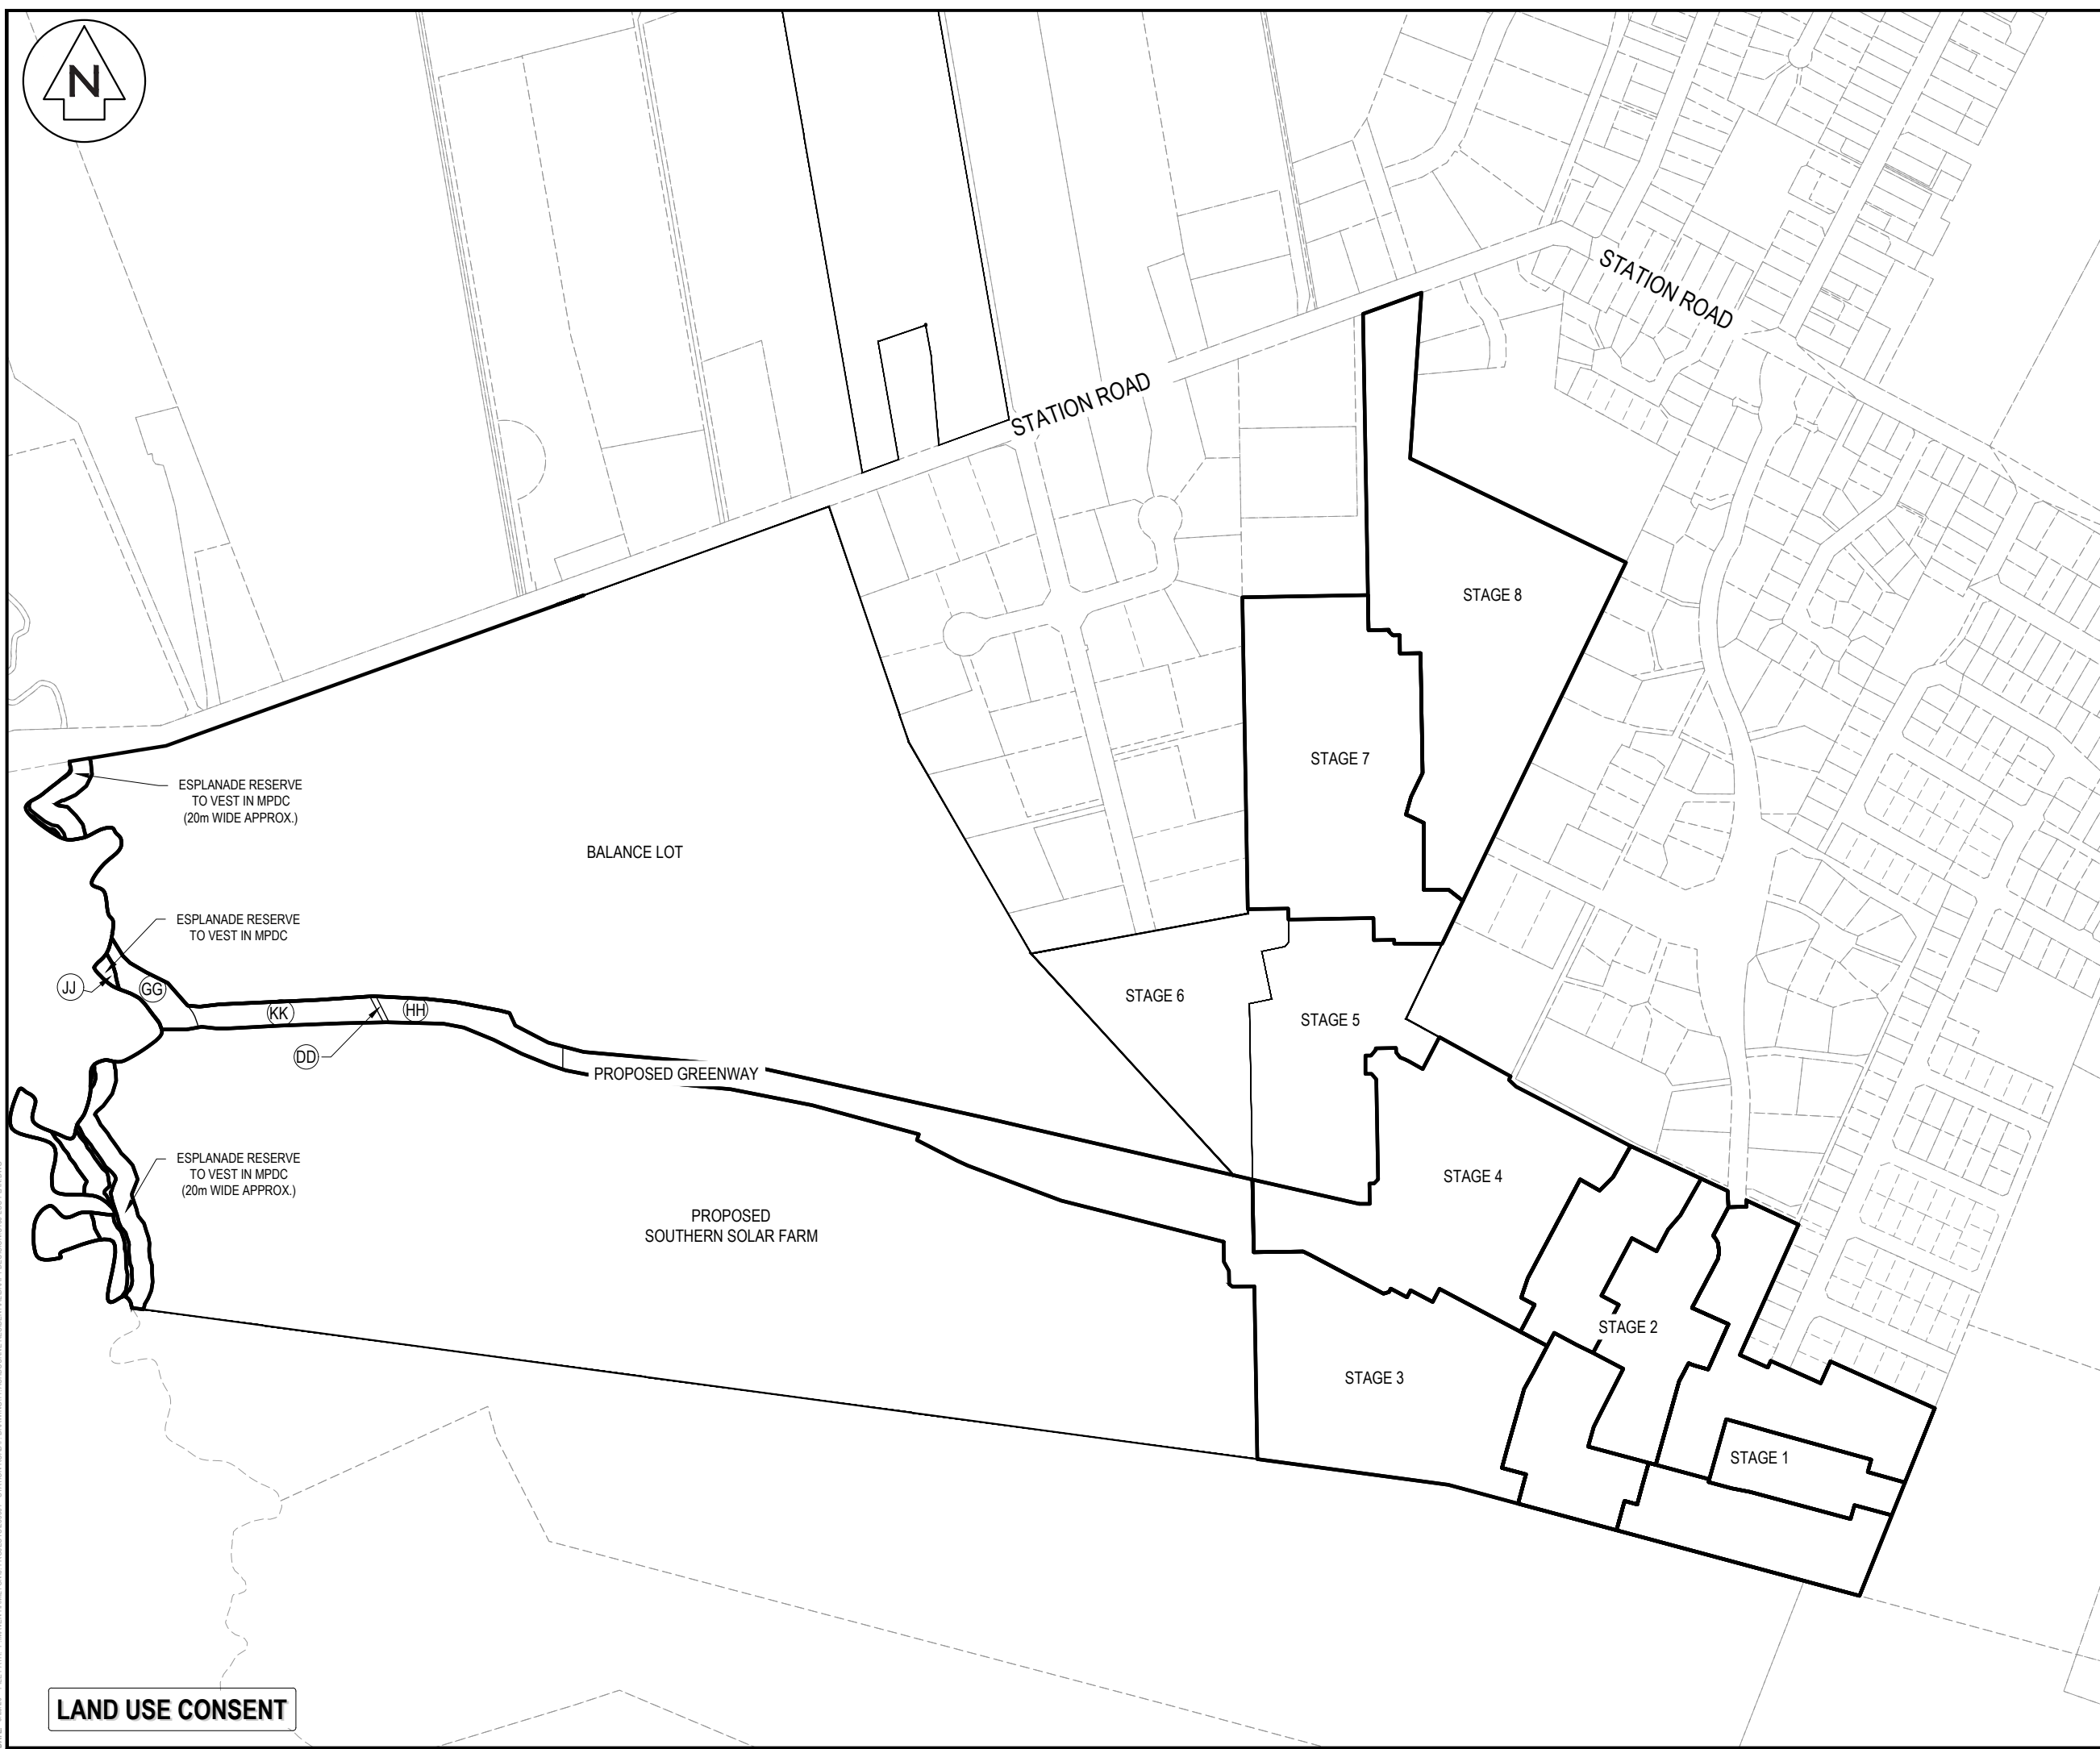 N
STATION ROAD
STATION ROAD
STAGE 8
STAGE 7
ESPLANADE RESERVE
TO VEST IN MPDC
(20m WIDE APPROX.)
BALANCE LOT
ESPLANADE RESERVE
TO VEST IN MPDC
JJ
GG
KK
HH
DD
STAGE 6
STAGE 5
PROPOSED GREENWAY
ESPLANADE RESERVE
TO VEST IN MPDC
(20m WIDE APPROX.)
STAGE 4
PROPOSED
SOUTHERN SOLAR FARM
STAGE 2
STAGE 3
STAGE 1
LAND USE CONSENT